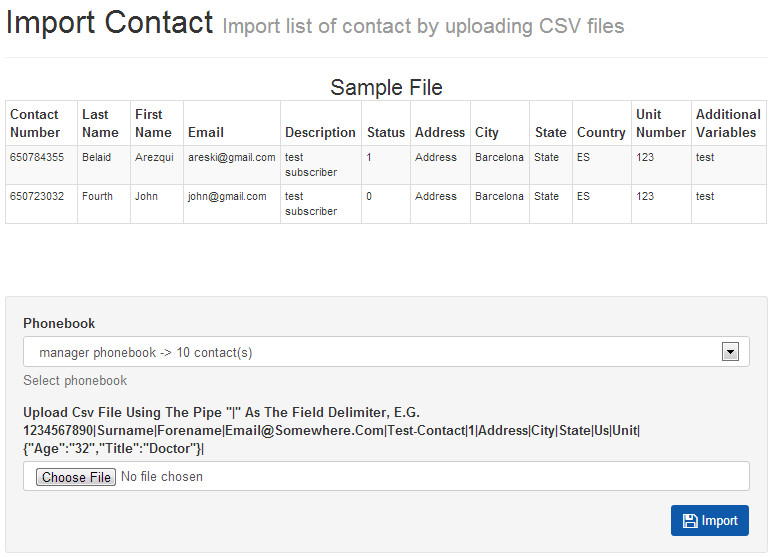 Import Contact Import list of contact by uploading CSV files
Sample File
Contact Number Last Name First Name Email Description Status Address City State Country Unit Number Additional Variables
650784355 Belaid Arezqui areski@gmail.com test subscriber 1 Address Barcelona State ES 123 test
650723032 Fourth John john@gmail.com test subscriber 0 Address Barcelona State ES 123 test
Phonebook
manager phonebook -> 10 contact(s)
Select phonebook
Upload Csv File Using The Pipe "|" As The Field Delimiter, E.G.
1234567890|Surname|Forename|Email@Somewhere.Com|Test-Contact|1|Address|City|State|Us|Unit|
{"Age":"32","Title":"Doctor"}|
Choose File No file chosen
Import